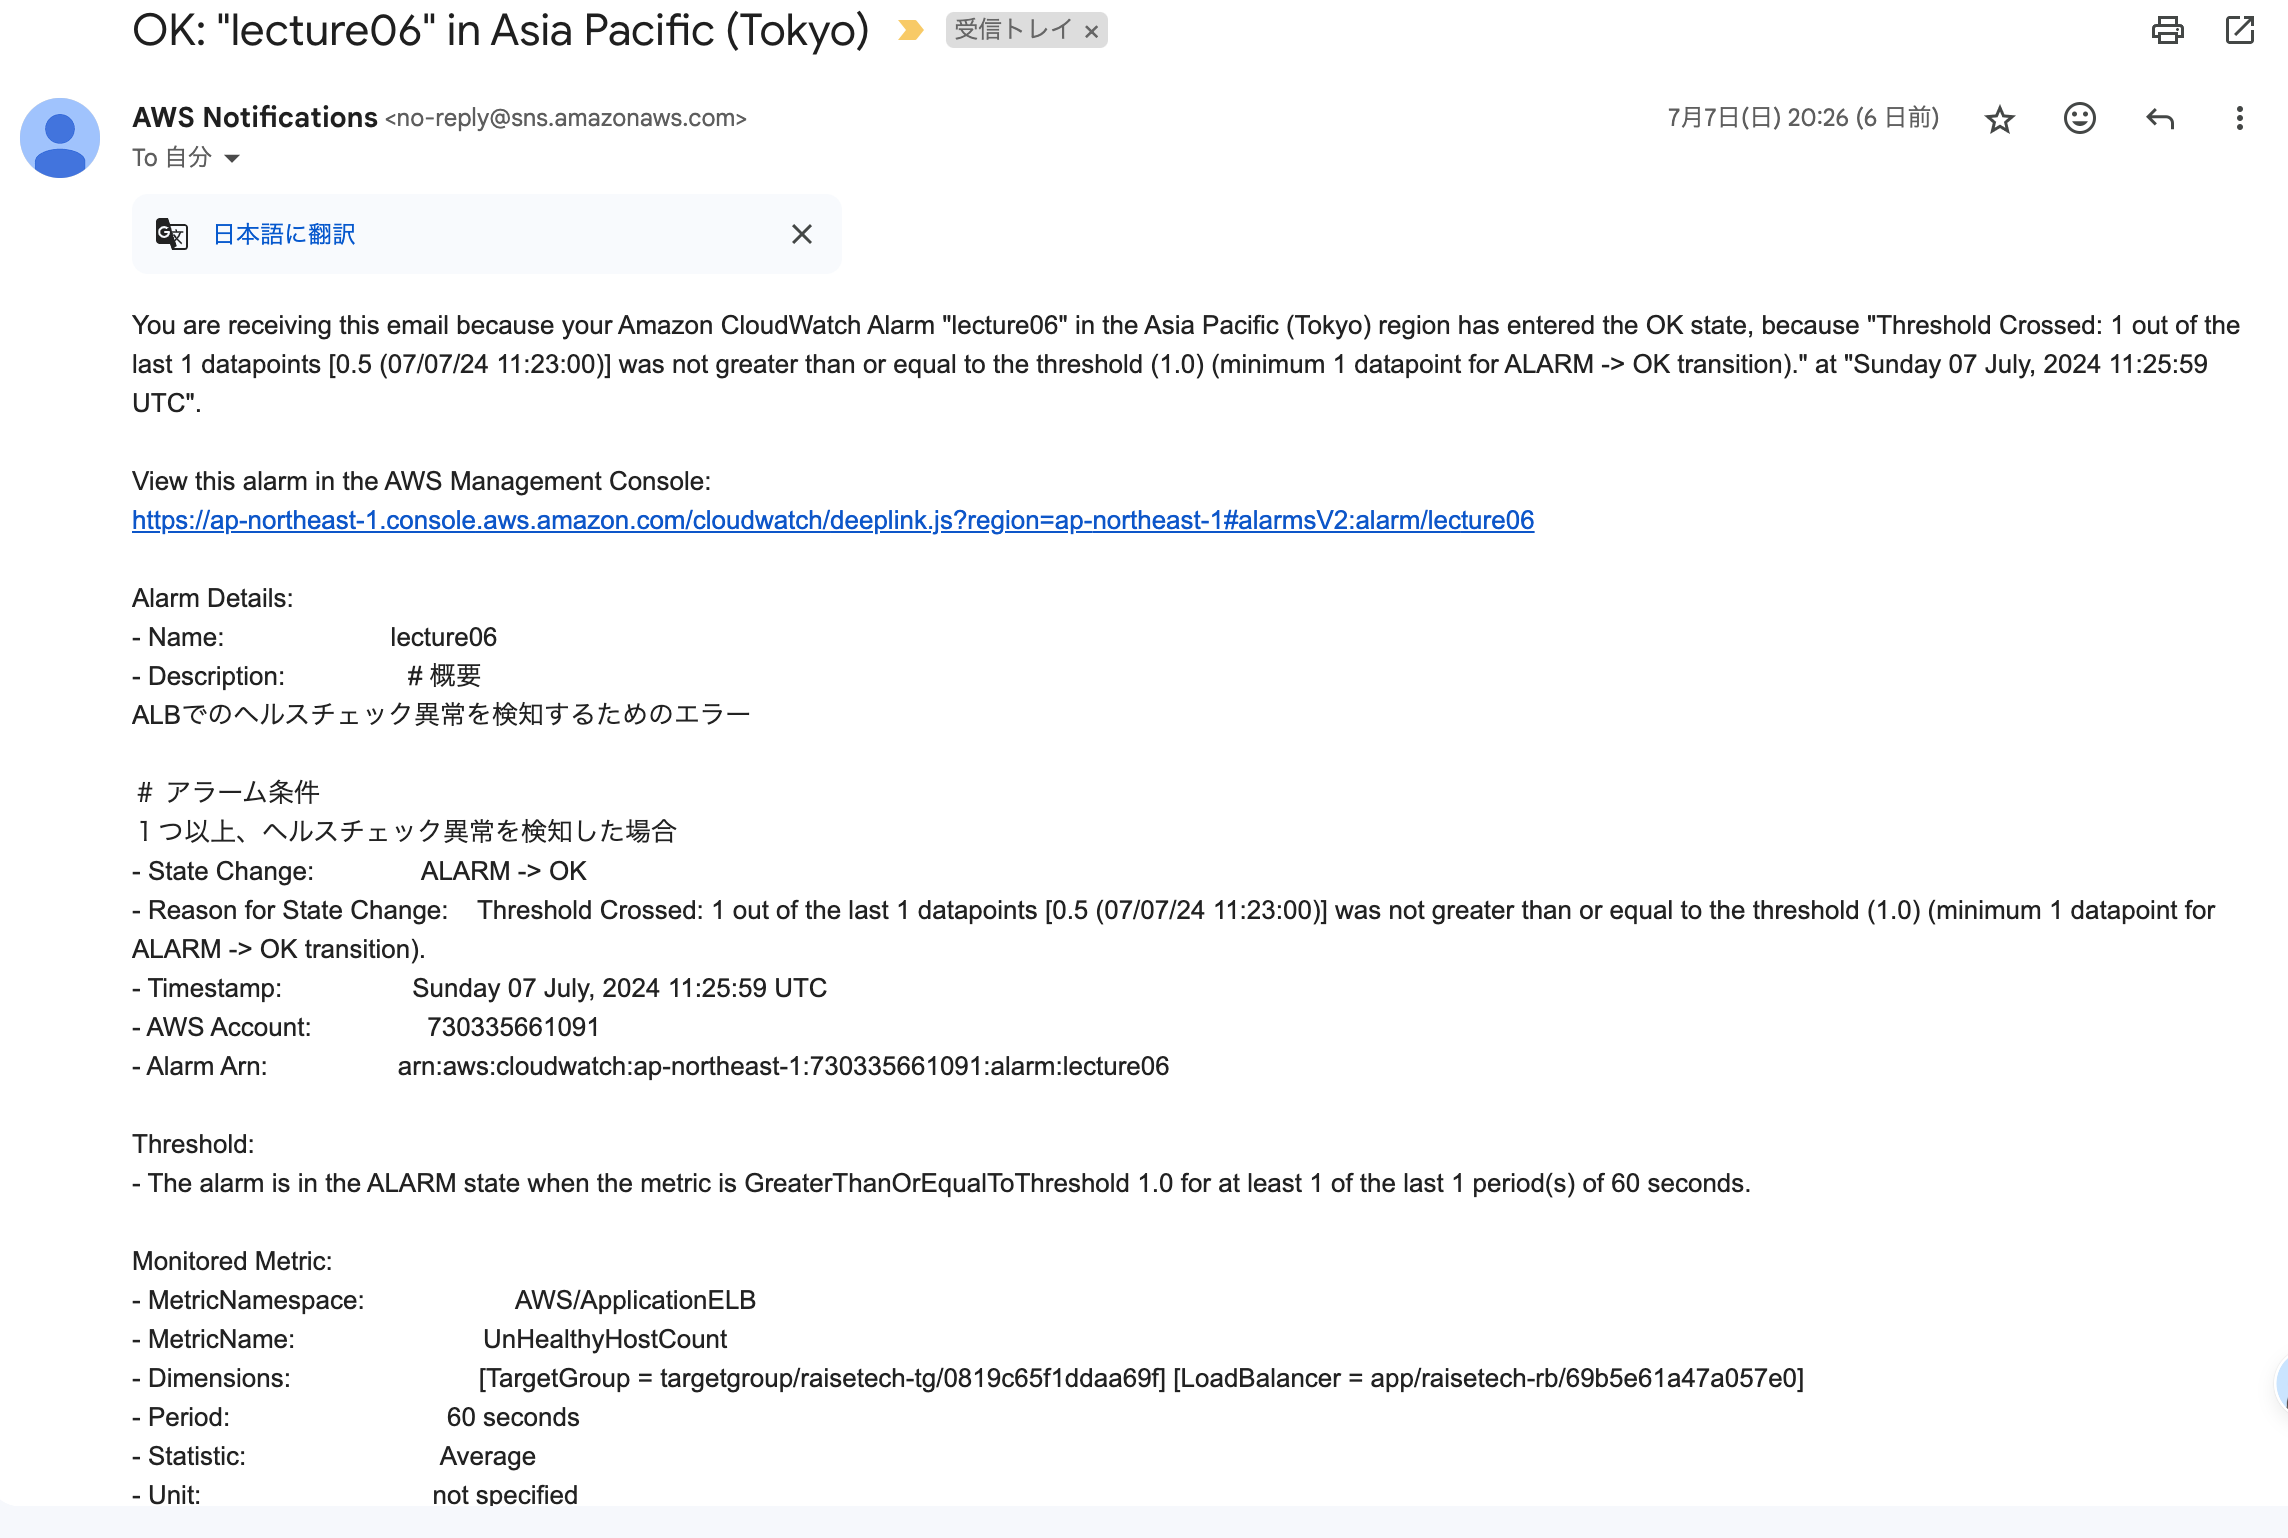 OK: "lecture06" in Asia Pacific (Tokyo) 受信トレイ ×
AWS Notifications <no-reply@sns.amazonaws.com> 7月7日(日) 20:26 (6 日前)
To 自分
日本語に翻訳
You are receiving this email because your Amazon CloudWatch Alarm "lecture06" in the Asia Pacific (Tokyo) region has entered the OK state, because "Threshold Crossed: 1 out of the
last 1 datapoints [0.5 (07/07/24 11:23:00)] was not greater than or equal to the threshold (1.0) (minimum 1 datapoint for ALARM -> OK transition)." at "Sunday 07 July, 2024 11:25:59
UTC".
View this alarm in the AWS Management Console:
https://ap-northeast-1.console.aws.amazon.com/cloudwatch/deeplink.js?region=ap-northeast-1#alarmsV2:alarm/lecture06
Alarm Details:
- Name: lecture06
- Description: # 概要
ALBでのヘルスチェック異常を検知するためのエラー
＃ アラーム条件
１つ以上、ヘルスチェック異常を検知した場合
- State Change: ALARM -> OK
- Reason for State Change: Threshold Crossed: 1 out of the last 1 datapoints [0.5 (07/07/24 11:23:00)] was not greater than or equal to the threshold (1.0) (minimum 1 datapoint for
ALARM -> OK transition).
- Timestamp: Sunday 07 July, 2024 11:25:59 UTC
- AWS Account: 730335661091
- Alarm Arn: arn:aws:cloudwatch:ap-northeast-1:730335661091:alarm:lecture06
Threshold:
- The alarm is in the ALARM state when the metric is GreaterThanOrEqualToThreshold 1.0 for at least 1 of the last 1 period(s) of 60 seconds.
Monitored Metric:
- MetricNamespace: AWS/ApplicationELB
- MetricName: UnHealthyHostCount
- Dimensions: [TargetGroup = targetgroup/raisetech-tg/0819c65f1ddaa69f] [LoadBalancer = app/raisetech-rb/69b5e61a47a057e0]
- Period: 60 seconds
- Statistic: Average
- Unit: not specified